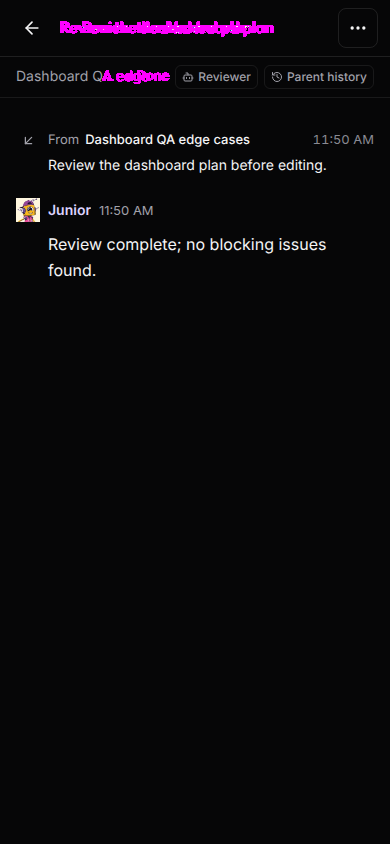 Dashboard Q
Reviewer
Parent history
From Dashboard QA edge cases 11:50 AM
Review the dashboard plan before editing.
Junior 11:50 AM
Review complete; no blocking issues
found.